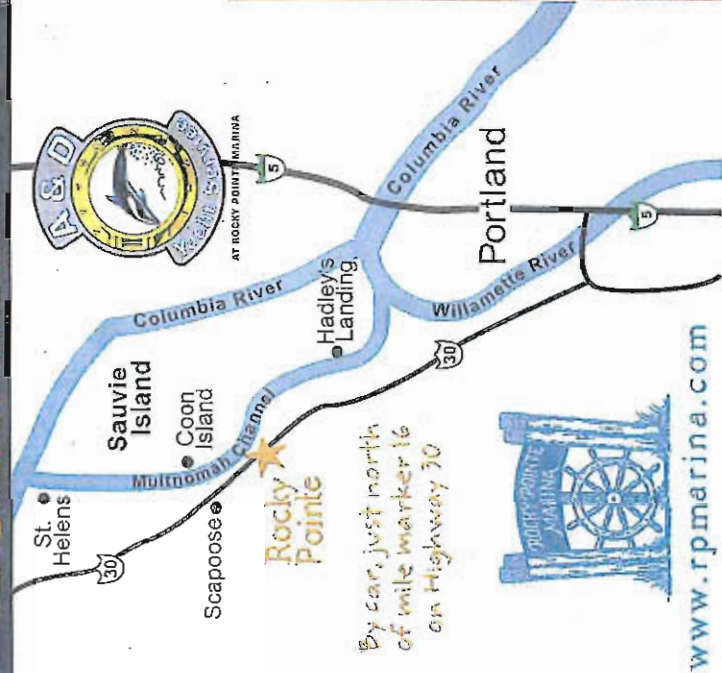 A & D
AT ROCKY POINTE MARINA
5
Columbia River
Columbia River
Portland
Willamette River
5
Hadley's
Landing
30
Sauvie
Island
Coon
Island
Multnomah Channel
St.
Helens
30
Scapoose
Rocky
Pointe
By car, just north
of mile marker 16
on Highway 30
ROCKY POINTE
MARINA
www.rpmarina.com